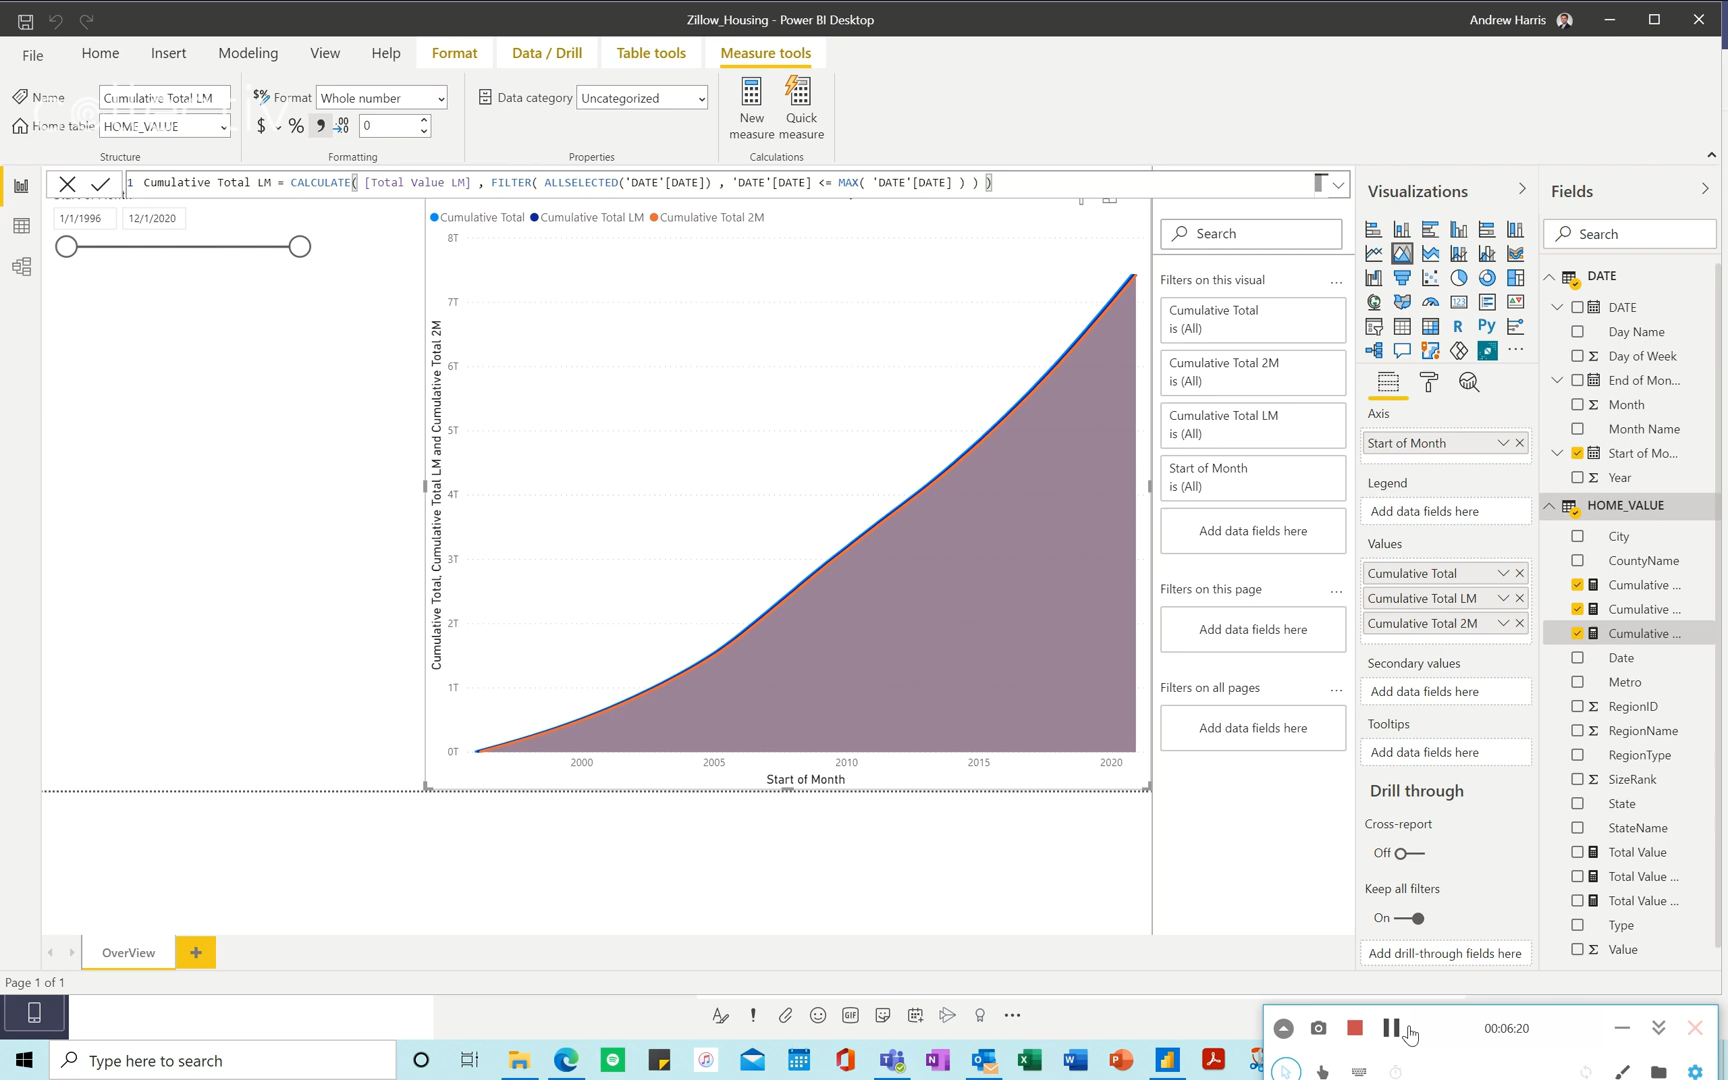 Zillow_Housing - Power BI Desktop
Andrew Harris
File
Home
Insert
Modeling
View
Help
Format
Data / Drill
Table tools
Measure tools
Name
Cumulative Total LM
Format
Whole number
Data category
Uncategorized
Home table
HOME_VALUE
$
%
0
New measure
Quick measure
Structure
Formatting
Properties
Calculations
1 Cumulative Total LM = CALCULATE( [Total Value LM] , FILTER( ALLSELECTED('DATE'[DATE]) , 'DATE'[DATE] <= MAX( 'DATE'[DATE] ) ) )
1/1/1996
12/1/2020
Cumulative Total
Cumulative Total LM
Cumulative Total 2M
8T
7T
6T
5T
4T
3T
2T
1T
0T
Cumulative Total, Cumulative Total LM and Cumulative Total 2M
2000
2005
2010
2015
2020
Start of Month
Search
Filters on this visual
...
Cumulative Total
is (All)
Cumulative Total 2M
is (All)
Cumulative Total LM
is (All)
Start of Month
is (All)
Add data fields here
Filters on this page
...
Add data fields here
Filters on all pages
...
Add data fields here
Visualizations
123
R
Py
...
Axis
Start of Month
Legend
Add data fields here
Values
Cumulative Total
Cumulative Total LM
Cumulative Total 2M
Secondary values
Add data fields here
Tooltips
Add data fields here
Drill through
Cross-report
Off
Keep all filters
On
Add drill-through fields here
Fields
Search
DATE
DATE
Day Name
Day of Week
End of Mon...
Month
Month Name
Start of Mo...
Year
HOME_VALUE
City
CountyName
Cumulative ...
Cumulative ...
Cumulative ...
Date
Metro
RegionID
RegionName
RegionType
SizeRank
State
StateName
Total Value
Total Value ...
Total Value ...
Type
Value
OverView
Page 1 of 1
GIF
00:06:20
Type here to search